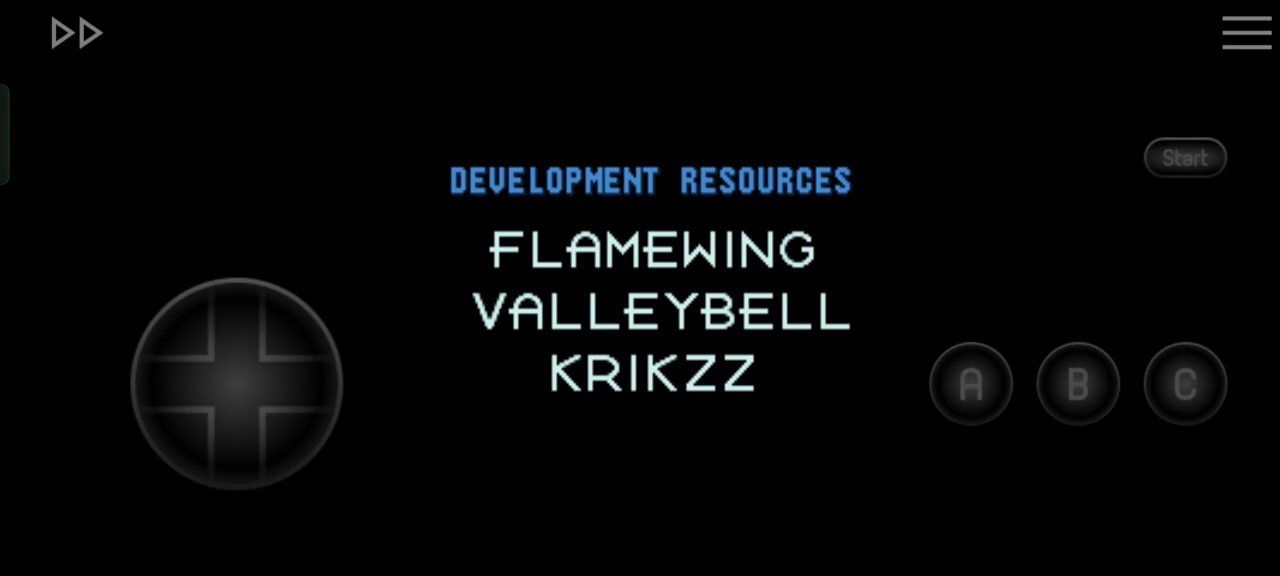 Start
DEVELOPMENT RESOURCES
FLAMEWING
VALLEYBELL
KRIKZZ
A B C